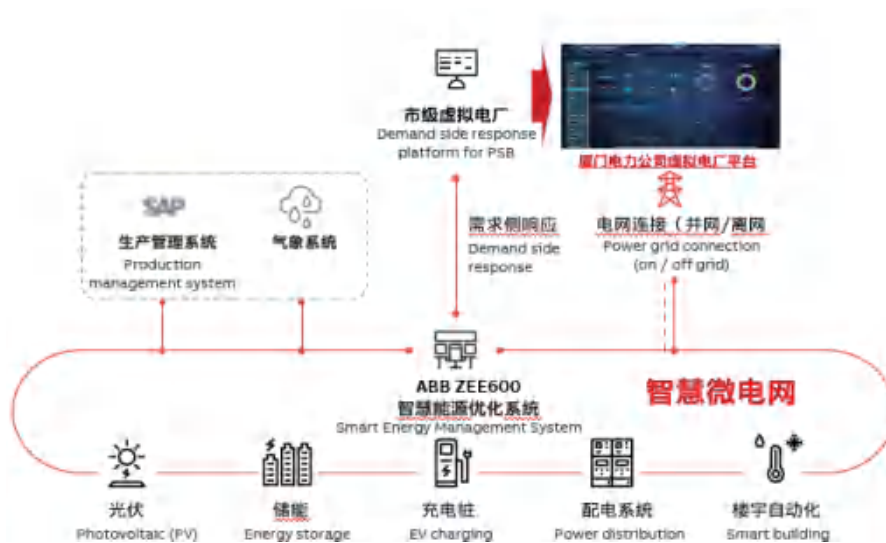 市级虚拟电厂
Demand side response
platform for PSB
厦门电力公司虚拟电厂平台
SAP
生产管理系统
Production
management system
气象系统
需求侧响应
Demand side
response
电网连接（并网/离网
Power grid connection
(on / off grid)
ABB ZEE600
智慧能源优化系统
Smart Energy Management System
智慧微电网
光伏
Photovoltaic (PV)
储能
Energy storage
充电桩
EV charging
配电系统
Power distribution
楼宇自动化
Smart building